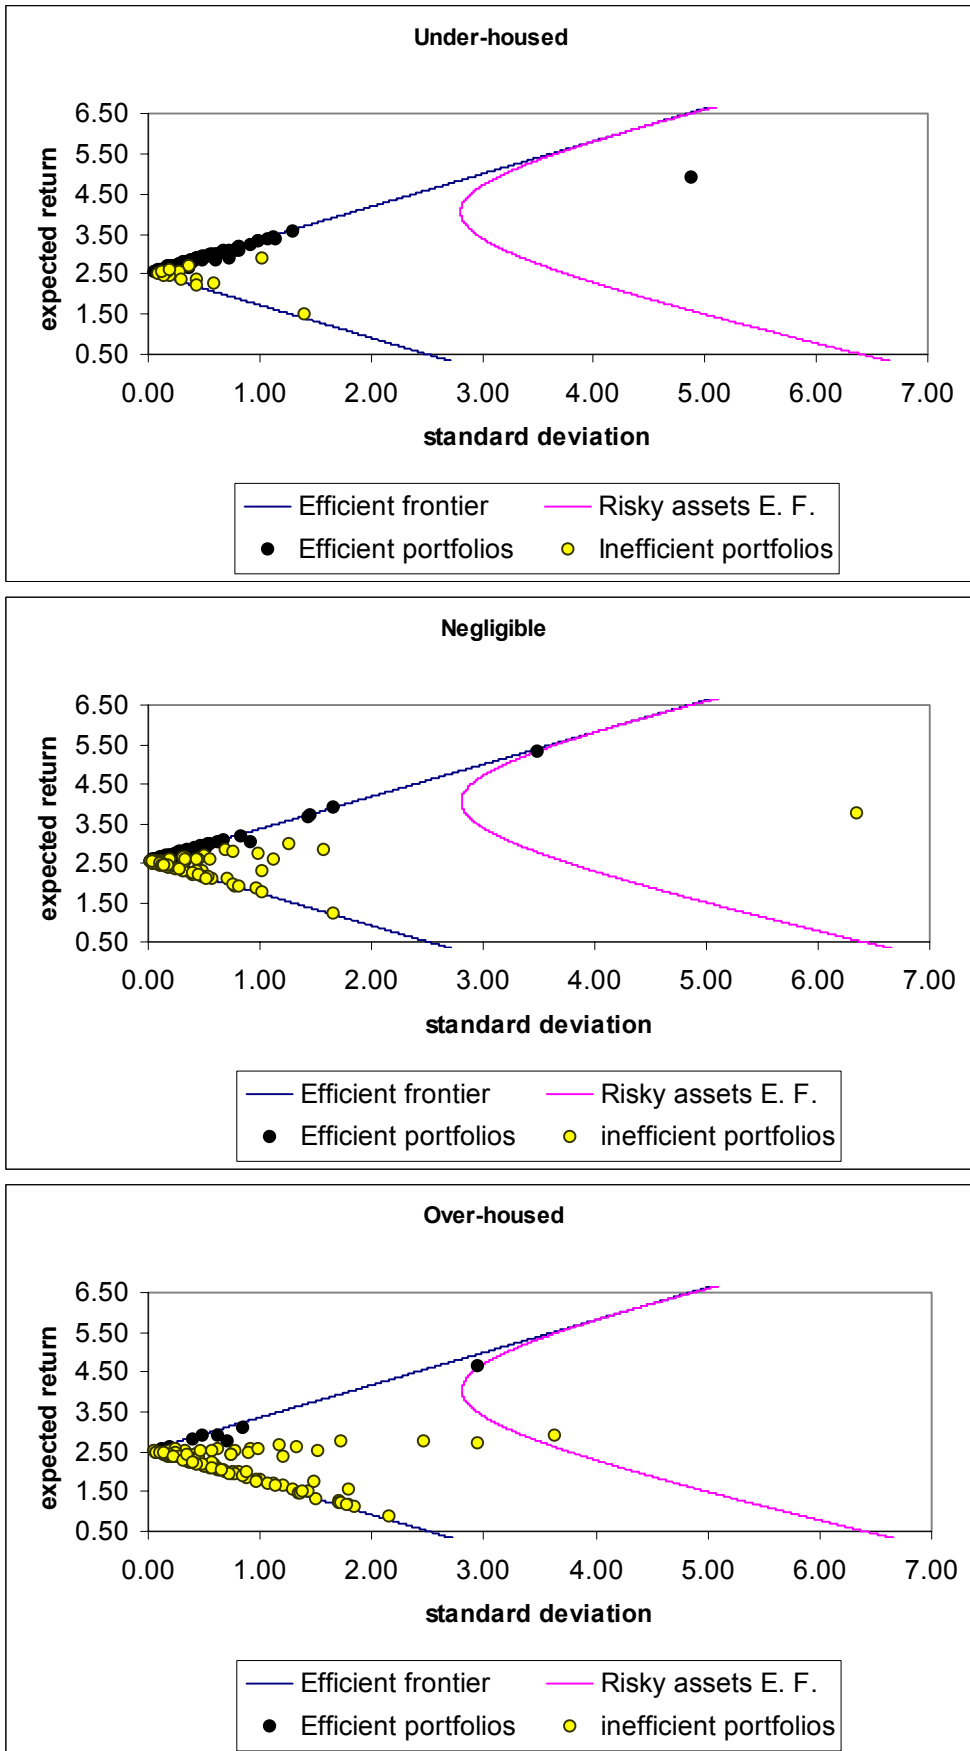 Under-housed
expected return
6.50
5.50
4.50
3.50
2.50
1.50
0.50
0.00 1.00 2.00 3.00 4.00 5.00 6.00 7.00
standard deviation
Efficient frontier Risky assets E. F.
Efficient portfolios Inefficient portfolios
Negligible
expected return
6.50
5.50
4.50
3.50
2.50
1.50
0.50
0.00 1.00 2.00 3.00 4.00 5.00 6.00 7.00
standard deviation
Efficient frontier Risky assets E. F.
Efficient portfolios inefficient portfolios
Over-housed
expected return
6.50
5.50
4.50
3.50
2.50
1.50
0.50
0.00 1.00 2.00 3.00 4.00 5.00 6.00 7.00
standard deviation
Efficient frontier Risky assets E. F.
Efficient portfolios inefficient portfolios